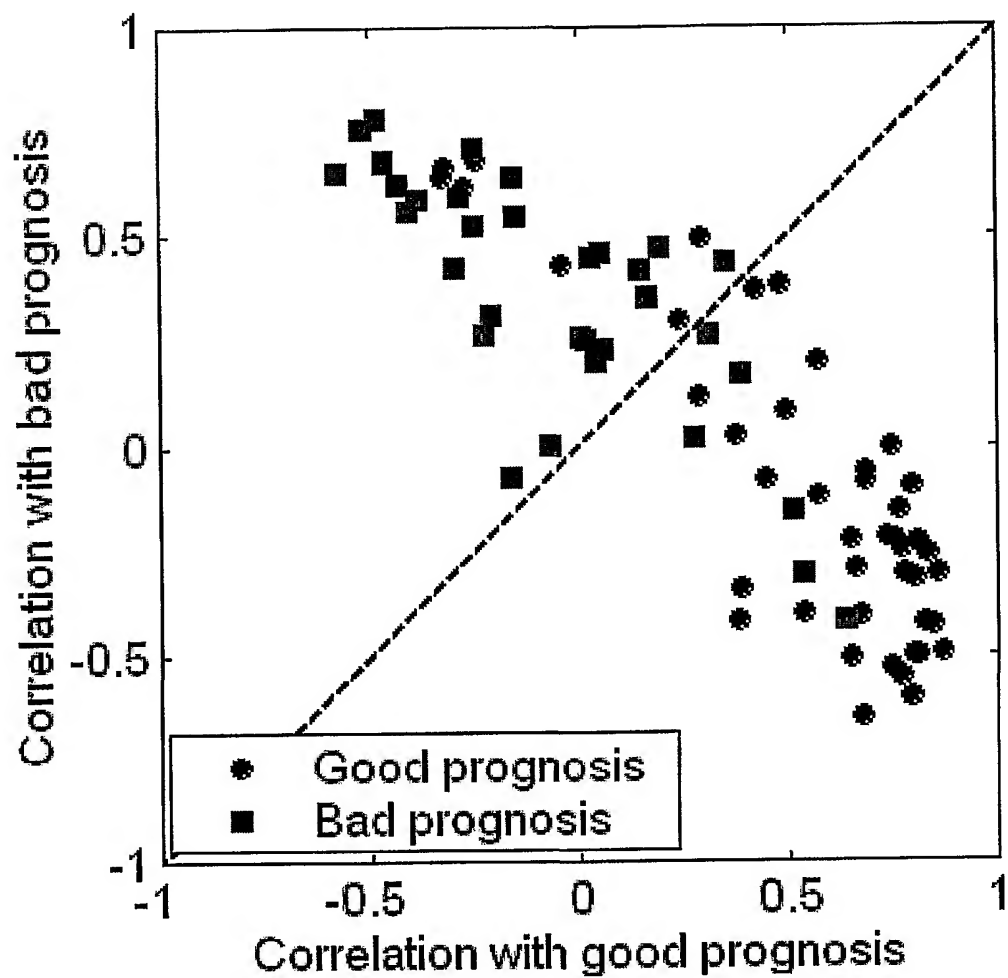 1
0.5
0
-0.5
-1
Correlation with bad prognosis
Good prognosis
Bad prognosis
-1
-0.5
0
0.5
1
Correlation with good prognosis